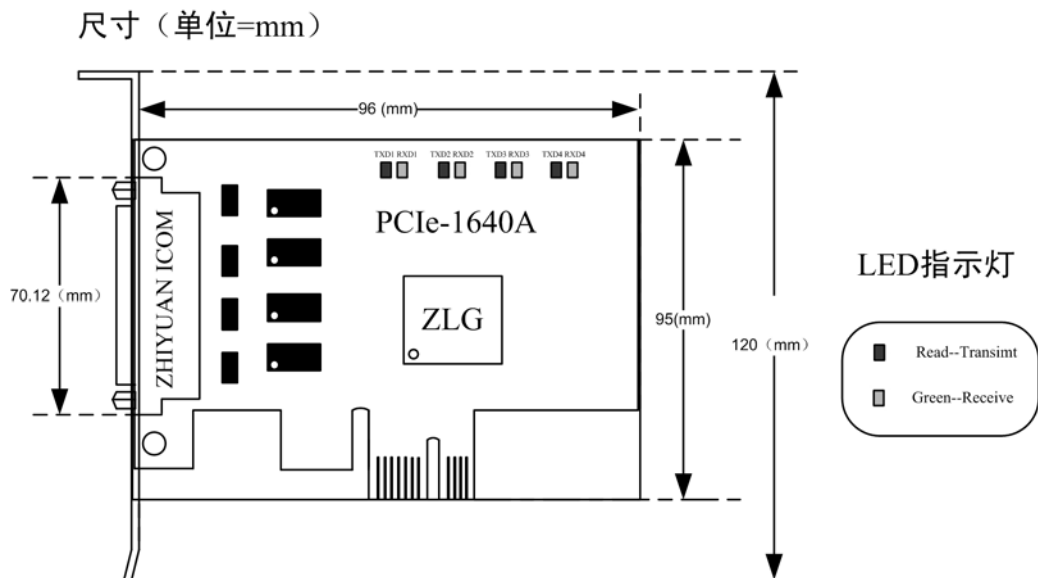 尺寸（单位=mm）
96 (mm)
TXD1 RXD1 TXD2 RXD2 TXD3 RXD3 TXD4 RXD4
PCIe-1640A
ZHIYUAN ICOM
ZLG
70.12（mm）
95(mm)
120（mm）
LED指示灯
Read--Transimt
Green--Receive